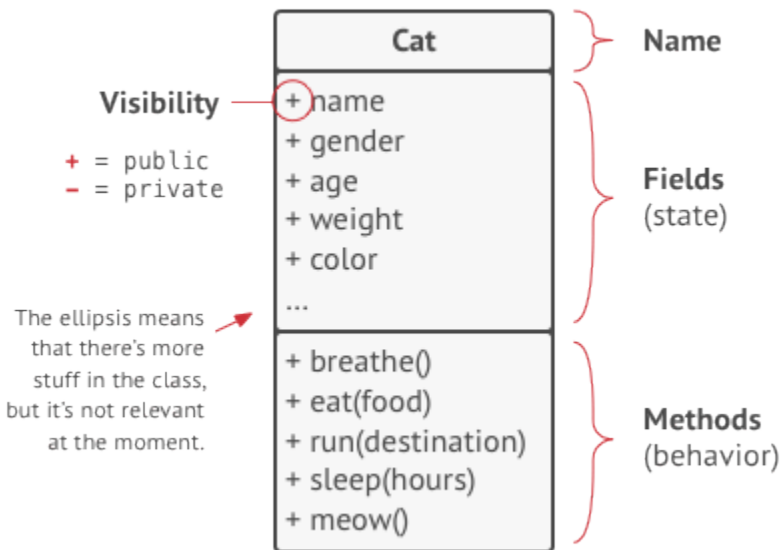 Cat
Name
Visibility
+ name
+ gender
+ age
+ weight
+ color
...
+ = public
- = private
Fields
(state)
The ellipsis means
that there's more
stuff in the class,
but it's not relevant
at the moment.
+ breathe()
+ eat(food)
+ run(destination)
+ sleep(hours)
+ meow()
Methods
(behavior)